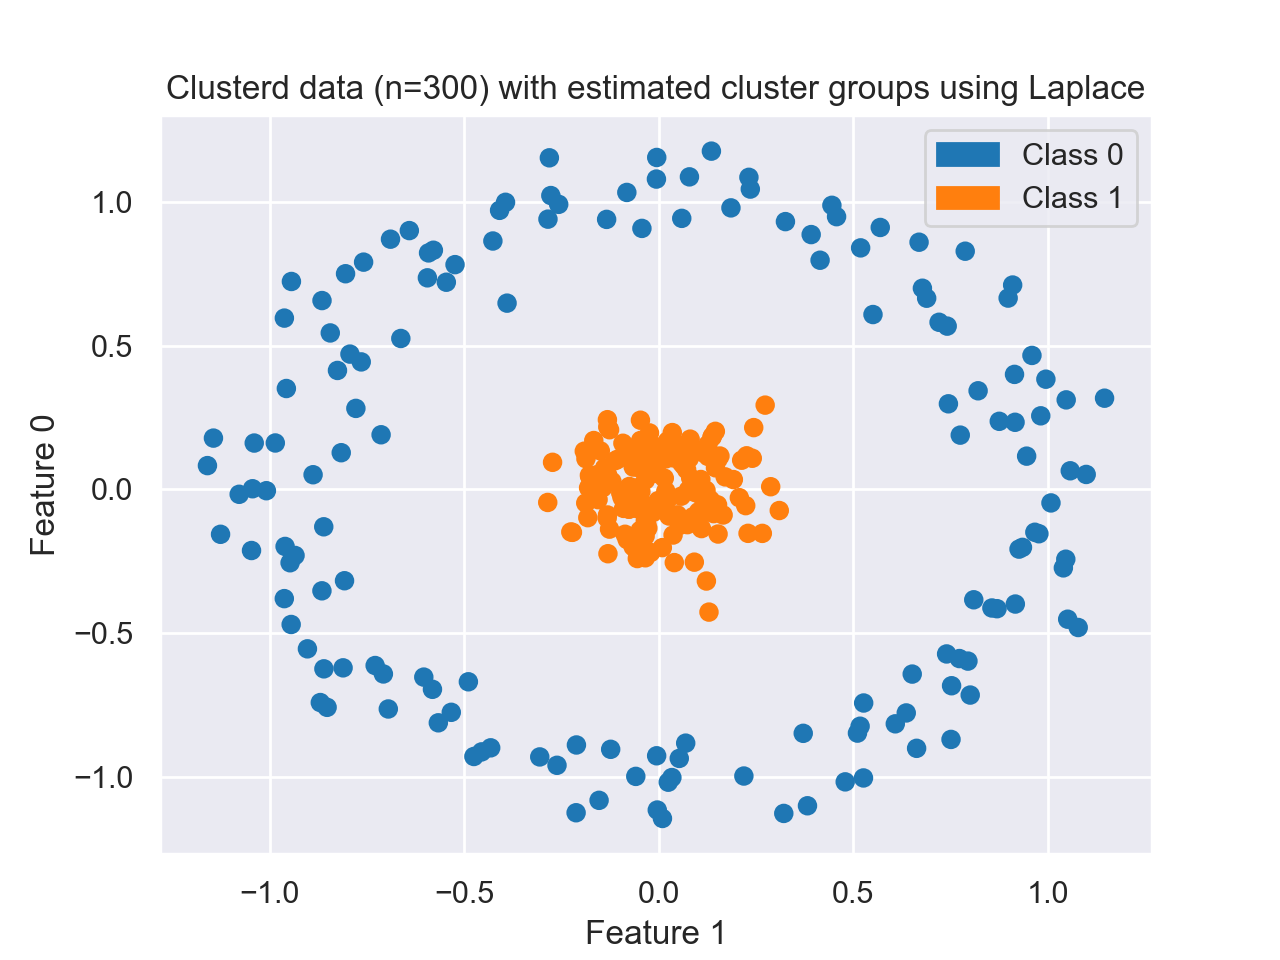 Clusterd data (n=300) with estimated cluster groups using Laplace
Class 0
Class 1
1.0
0.5
0.0
−0.5
−1.0
Feature 0
−1.0 −0.5 0.0 0.5 1.0
Feature 1